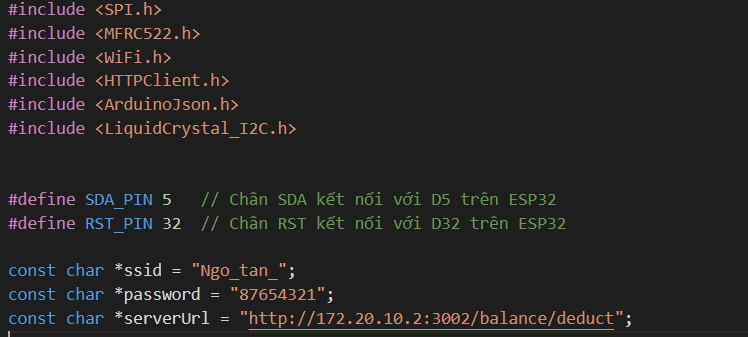 #include <SPI.h>
#include <MFRC522.h>
#include <WiFi.h>
#include <HTTPClient.h>
#include <ArduinoJson.h>
#include <LiquidCrystal_I2C.h>
#define SDA_PIN 5   // Chân SDA kết nối với D5 trên ESP32
#define RST_PIN 32  // Chân RST kết nối với D32 trên ESP32
const char *ssid = "Ngo_tan_";
const char *password = "87654321";
const char *serverUrl = "http://172.20.10.2:3002/balance/deduct";